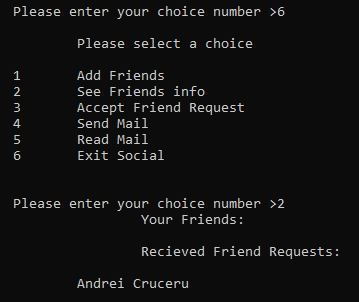 Please enter your choice number >6
Please select a choice
1 Add Friends
2 See Friends info
3 Accept Friend Request
4 Send Mail
5 Read Mail
6 Exit Social
Please enter your choice number >2
Your Friends:
Recieved Friend Requests:
Andrei Cruceru